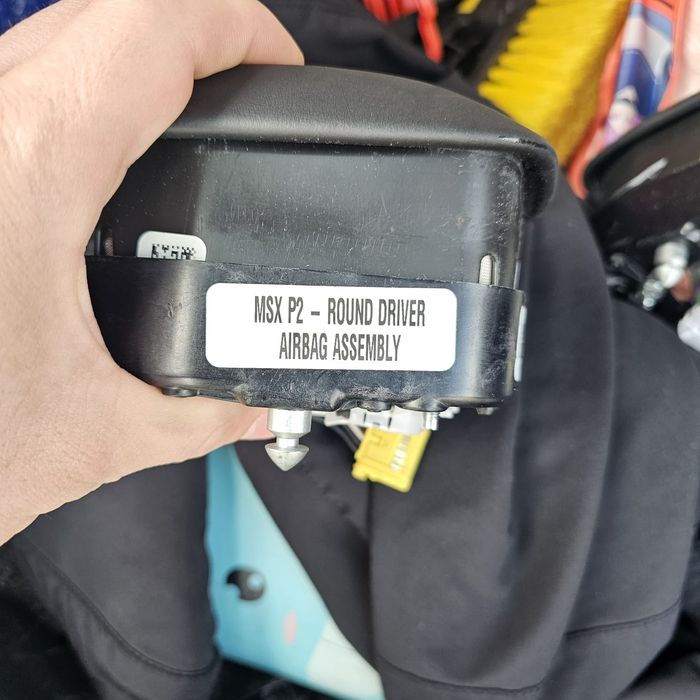 MSX P2 – ROUND DRIVER
AIRBAG ASSEMBLY